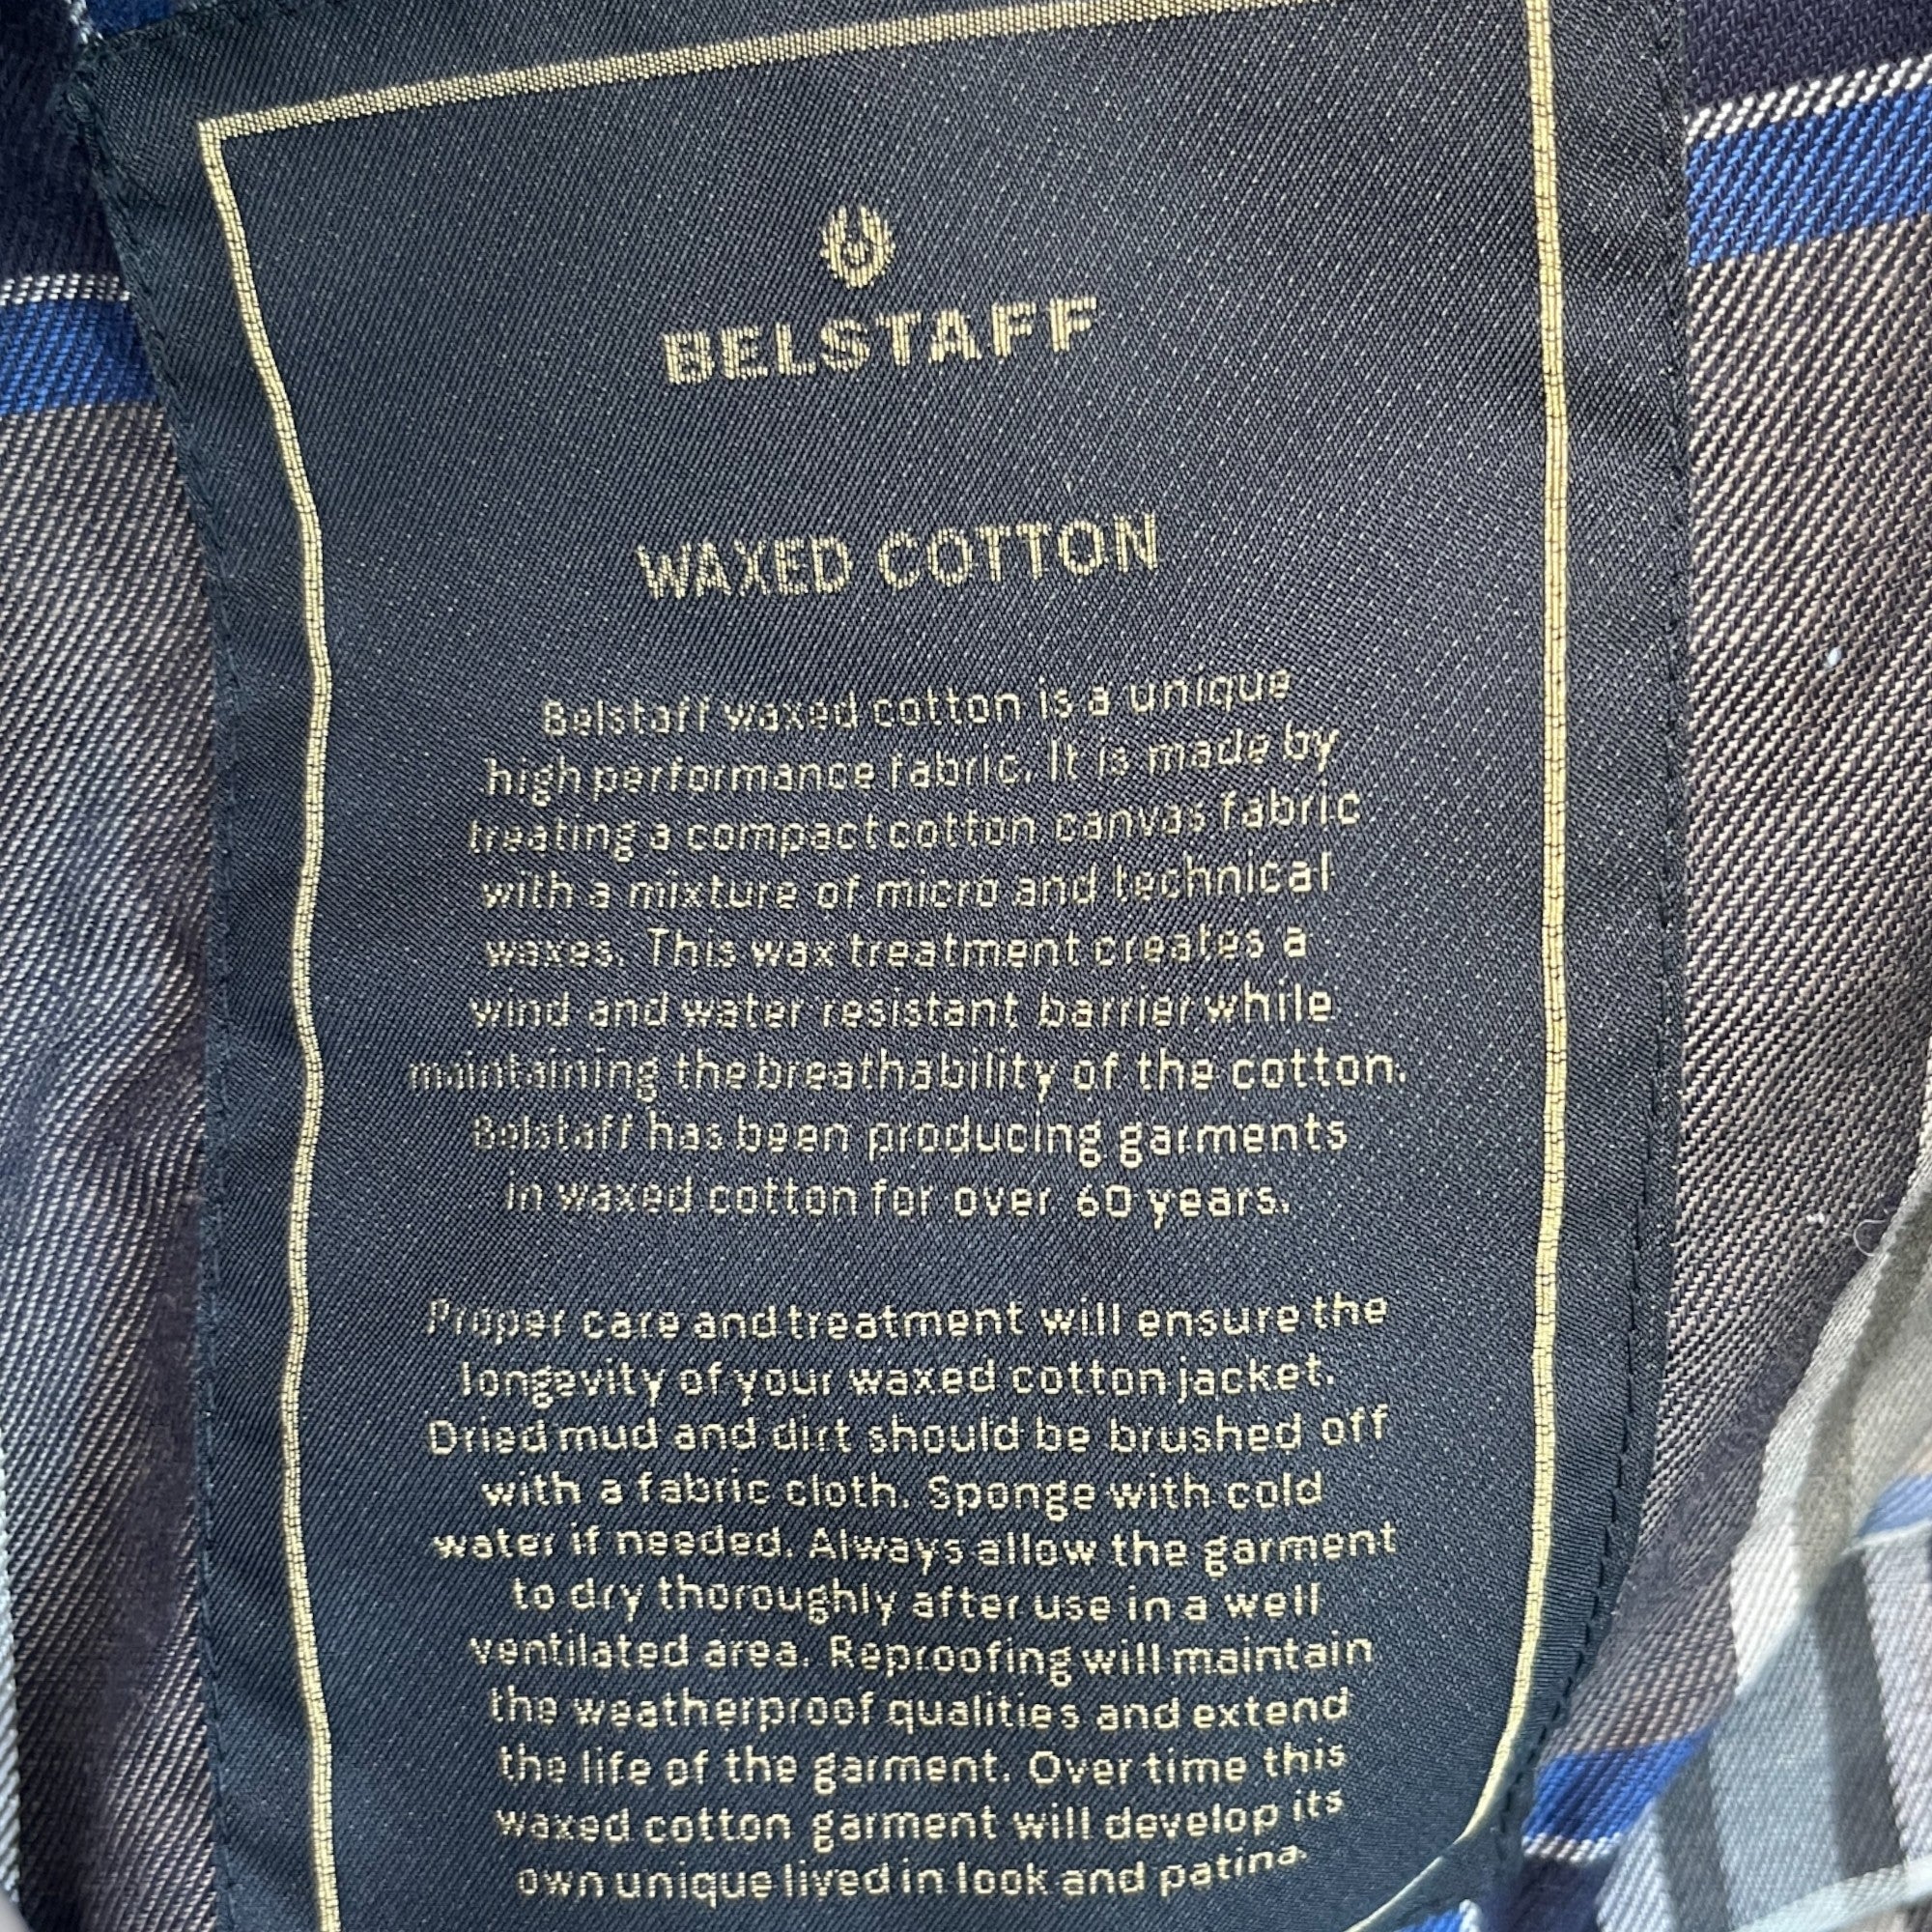 BELSTAFF
WAXED COTTON
Belstaff waxed cotton is a unique
high performance fabric. It is made by
treating a compact cotton canvas fabric
with a mixture of micro and technical
waxes. This wax treatment creates a
wind and water resistant barrier while
maintaining the breathability of the cotton.
Belstaff has been producing garments
in waxed cotton for over 60 years.
Proper care and treatment will ensure the
longevity of your waxed cotton jacket.
Dried mud and dirt should be brushed off
with a fabric cloth. Sponge with cold
water if needed. Always allow the garment
to dry thoroughly after use in a well
ventilated area. Reproofing will maintain
the weatherproof qualities and extend
the life of the garment. Over time this
waxed cotton garment will develop its
own unique lived in look and patina.